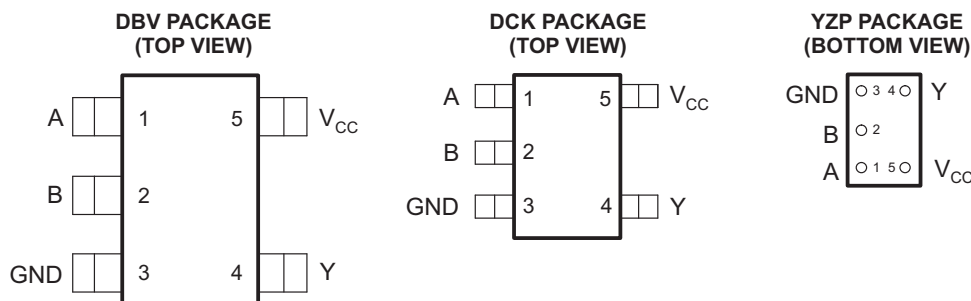 DBV PACKAGE
(TOP VIEW)
A 1 5 VCC
B 2
GND 3 4 Y
DCK PACKAGE
(TOP VIEW)
A 1 5 VCC
B 2
GND 3 4 Y
YZP PACKAGE
(BOTTOM VIEW)
GND 3 4 Y
B 2
A 1 5 VCC